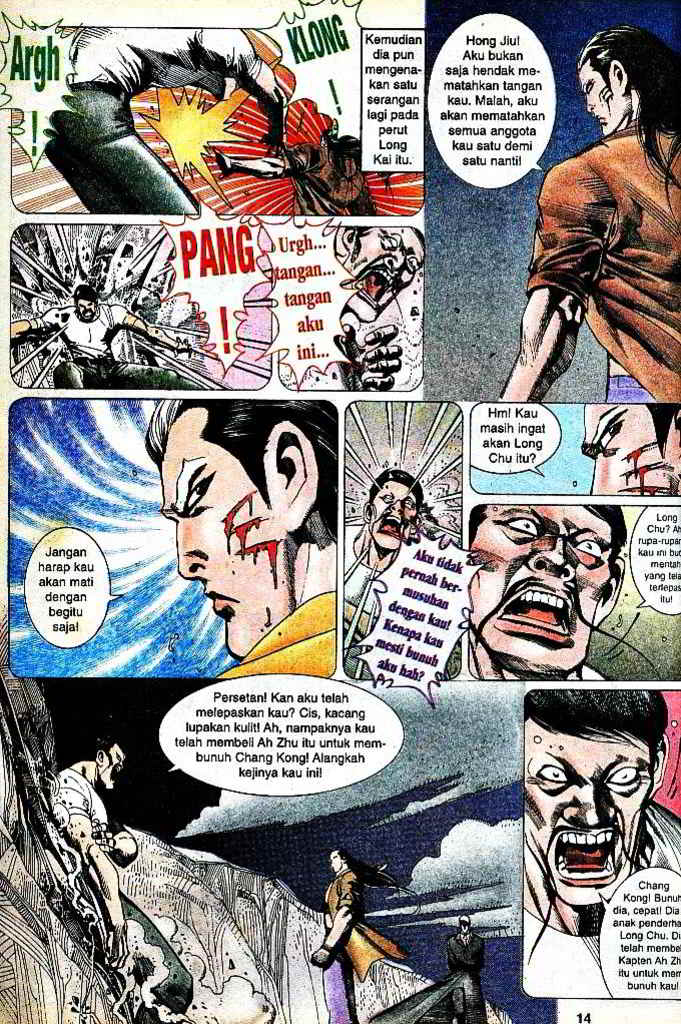 Argh
!
KLONG
!
Kemudian
dia pun
mengena-
kan satu
serangan
lagi pada
perut
Long
Kai itu.
Hong Jiu!
Aku bukan
saja hendak me-
matahkan tangan
kau. Malah, aku
akan mematahkan
semua anggota
kau satu demi
satu nanti!
PANG
!
Urgh...
tangan...
tangan
aku
ini...
Jangan
harap kau
akan mati
dengan
begitu
saja!
Aku tidak
pernah ber-
musuhan
dengan kau!
Kenapa kau
mesti bunuh
aku hah?
Hm! Kau
masih ingat
akan Long
Chu itu?
Long
Chu? Ah
rupa-rupan
kau ini bud
mentah
yang tela
terlepas
itu!
Persetan! Kan aku telah
melepaskan kau? Cis, kacang
lupakan kulit! Ah, nampaknya kau
telah membeli Ah Zhu itu untuk mem-
bunuh Chang Kong! Alangkah
kejinya kau ini!
Chang
Kong! Bunuh
dia, cepat! Dia
anak penderha
Long Chu. Di
telah membel
Kapten Ah Zh
itu untuk mem
bunuh kau!
14